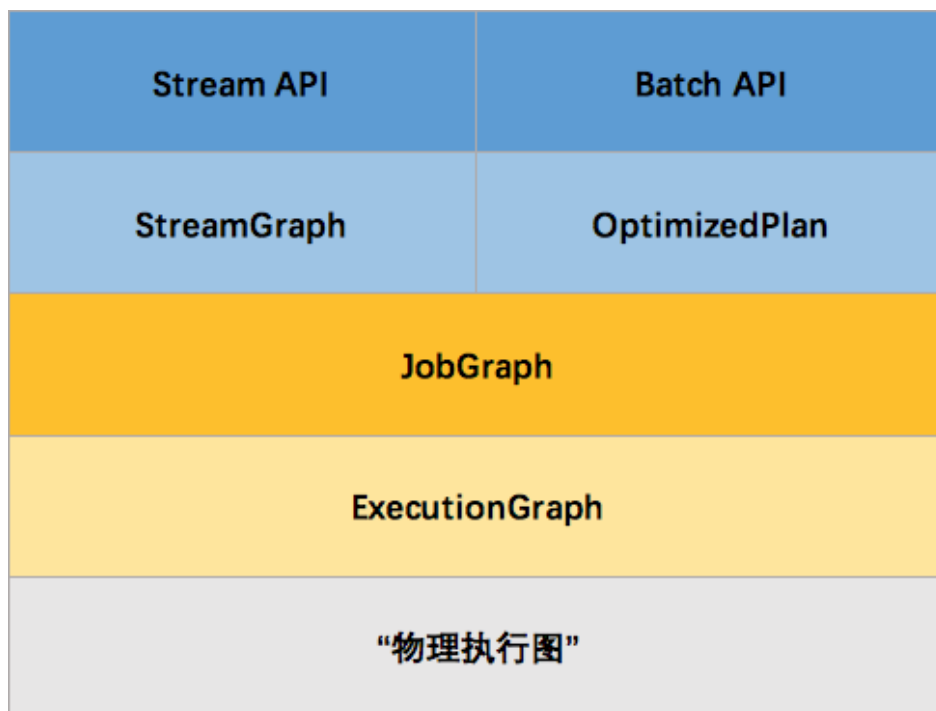 Stream API
Batch API
StreamGraph
OptimizedPlan
JobGraph
ExecutionGraph
“物理执行图”